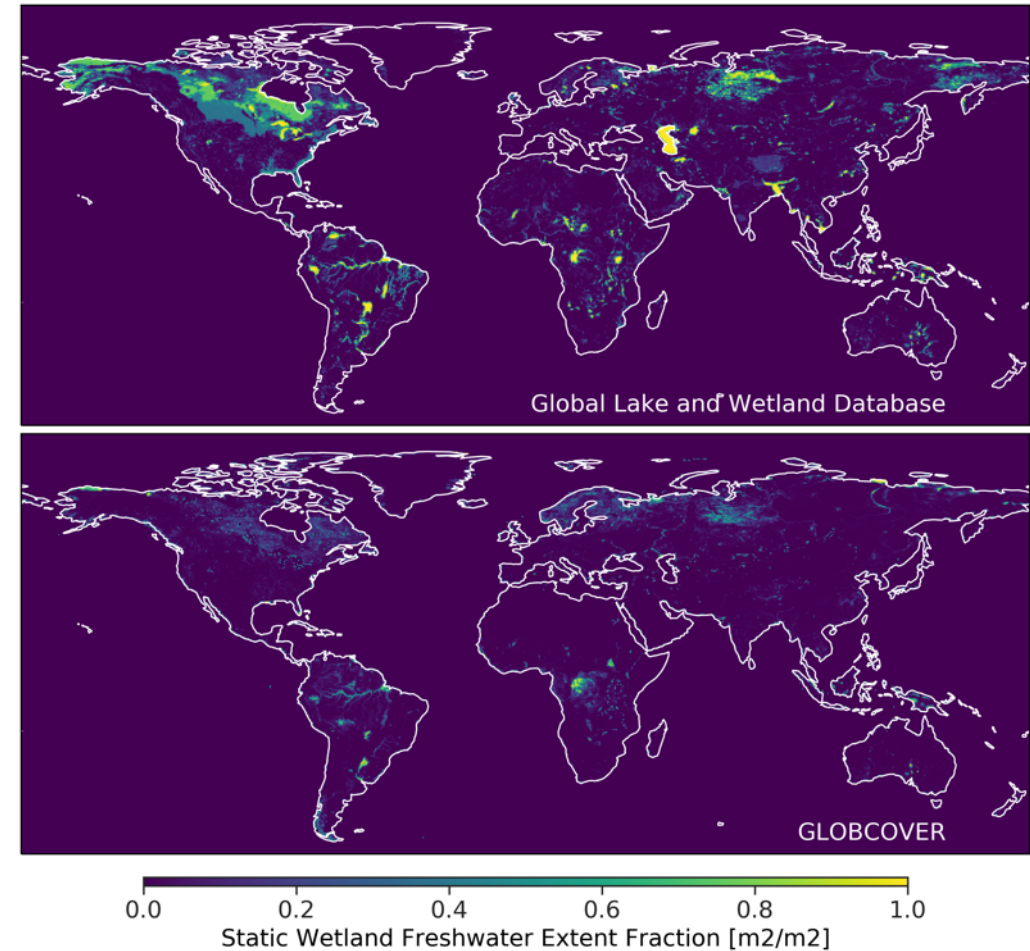 Global Lake and Wetland Database
GLOBCOVER
0.0 0.2 0.4 0.6 0.8 1.0
Static Wetland Freshwater Extent Fraction [m2/m2]